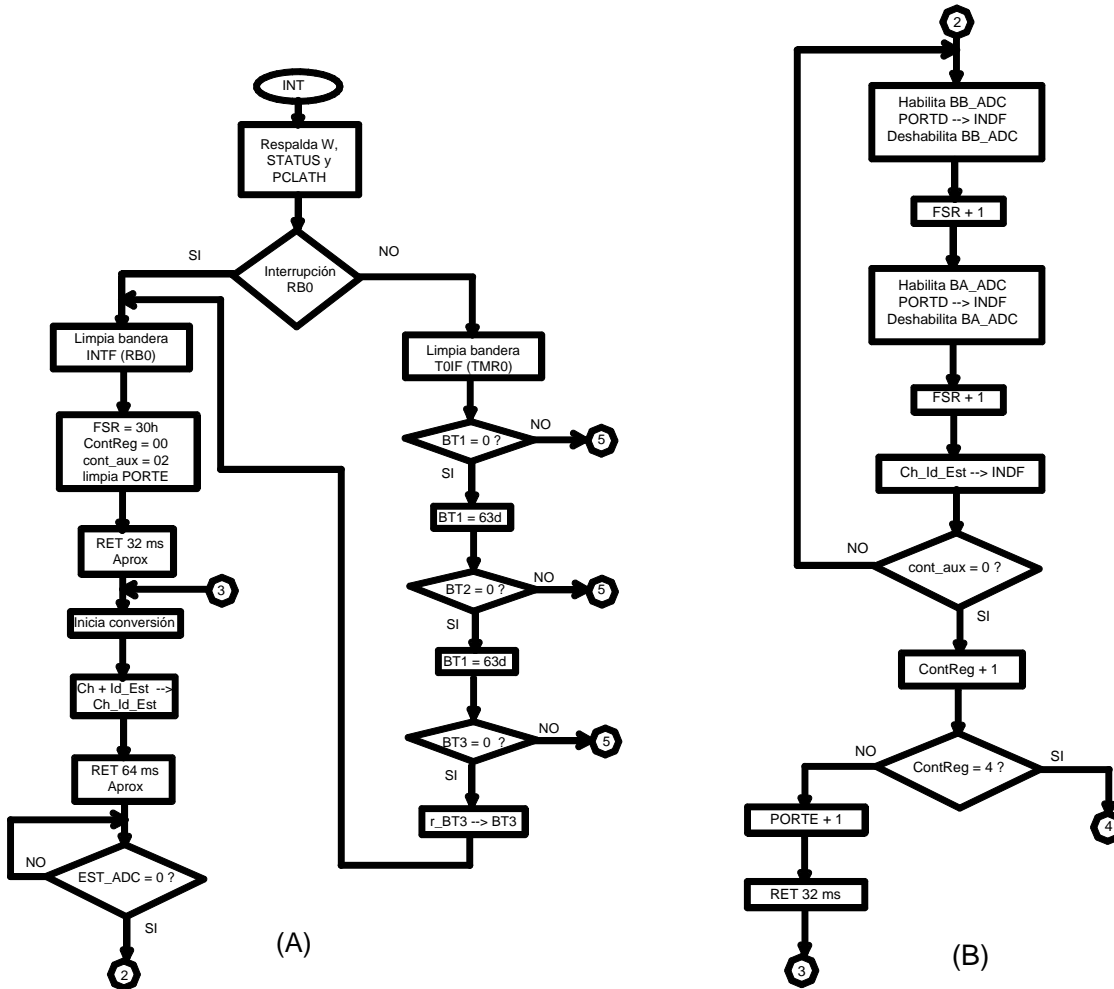 INT
Respalda W,
STATUS y
PCLATH
Interrupción
RB0
SI
NO
Limpia bandera
INTF (RB0)
FSR = 30h
ContReg = 00
cont_aux = 02
limpia PORTE
RET 32 ms
Aprox
3
Inicia conversión
Ch + Id_Est -->
Ch_Id_Est
RET 64 ms
Aprox
EST_ADC = 0 ?
NO
SI
2
Limpia bandera
T0IF (TMR0)
BT1 = 0 ?
NO
5
SI
BT1 = 63d
BT2 = 0 ?
NO
5
SI
BT1 = 63d
BT3 = 0 ?
NO
5
SI
r_BT3 --> BT3
(A)
2
Habilita BB_ADC
PORTD --> INDF
Deshabilita BB_ADC
FSR + 1
Habilita BA_ADC
PORTD --> INDF
Deshabilita BA_ADC
FSR + 1
Ch_Id_Est --> INDF
cont_aux = 0 ?
NO
SI
ContReg + 1
ContReg = 4 ?
NO
SI
4
PORTE + 1
RET 32 ms
3
(B)